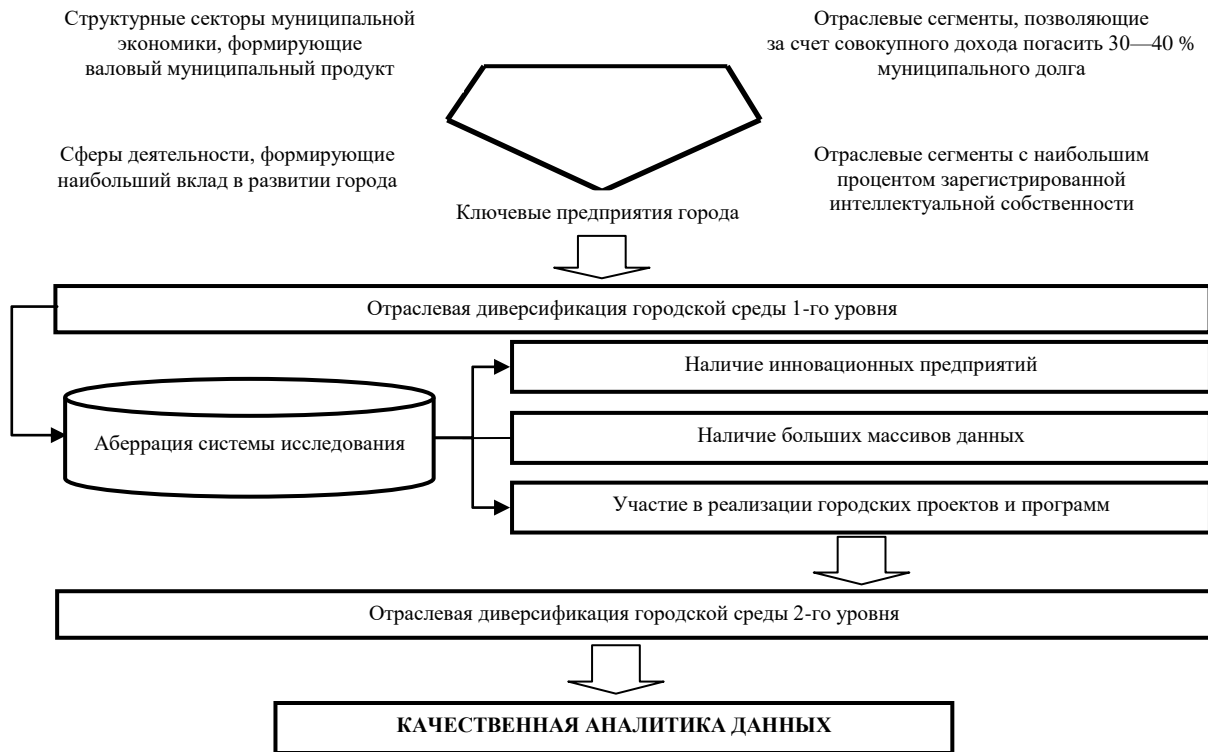 Структурные секторы муниципальной
экономики, формирующие
валовый муниципальный продукт
Отраслевые сегменты, позволяющие
за счет совокупного дохода погасить 30—40 %
муниципального долга
Сферы деятельности, формирующие
наибольший вклад в развитии города
Отраслевые сегменты с наибольшим
процентом зарегистрированной
интеллектуальной собственности
Ключевые предприятия города
Отраслевая диверсификация городской среды 1-го уровня
Наличие инновационных предприятий
Аберрация системы исследования
Наличие больших массивов данных
Участие в реализации городских проектов и программ
Отраслевая диверсификация городской среды 2-го уровня
КАЧЕСТВЕННАЯ АНАЛИТИКА ДАННЫХ